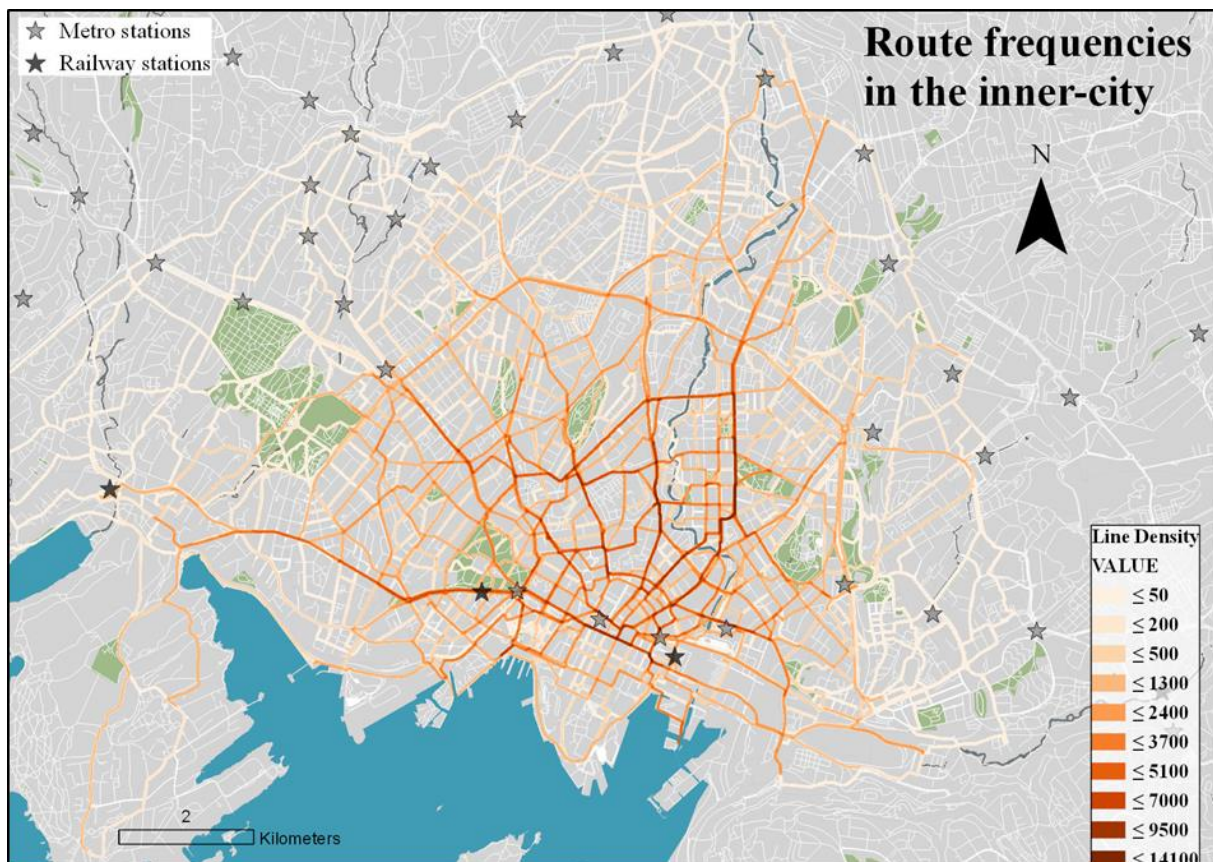 Metro stations
Railway stations
Route frequencies
in the inner-city
N
Line Density
VALUE
≤ 50
≤ 200
≤ 500
≤ 1300
≤ 2400
≤ 3700
≤ 5100
≤ 7000
≤ 9500
≤ 14100
2
Kilometers